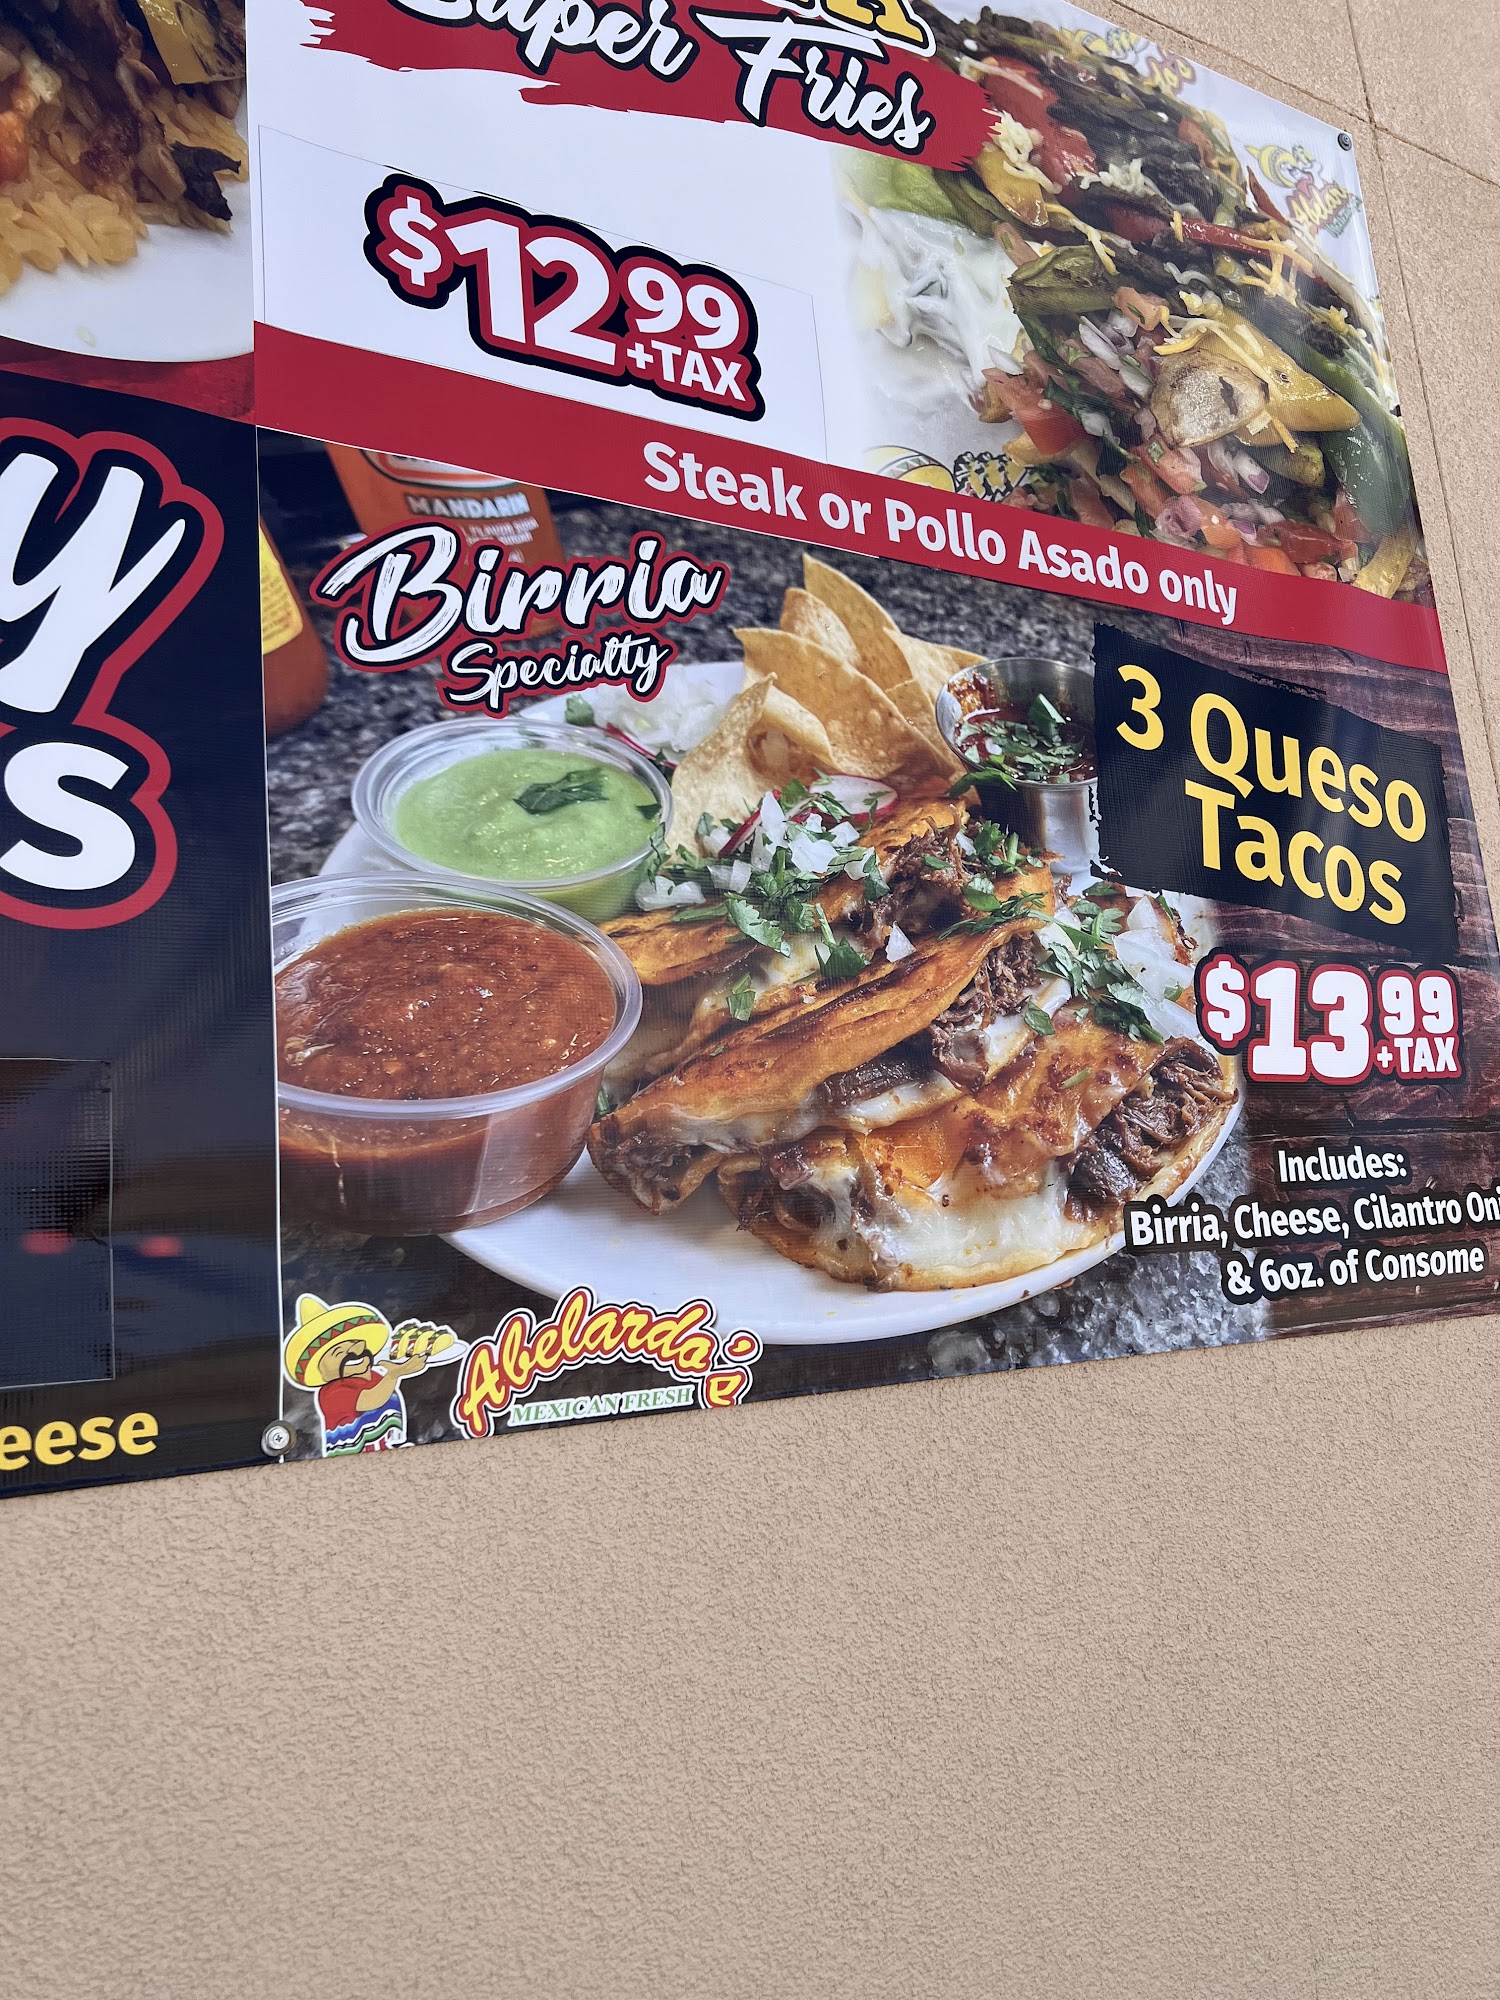 Super Fries
$12.99
+TAX
Steak or Pollo Asado only
MANDARIN
Birria
Specialty
3 Queso
Tacos
$13.99
+TAX
Includes:
Birria, Cheese, Cilantro Oni
& 6oz. of Consome
Abelardo's
MEXICAN FRESH
y
s
eese